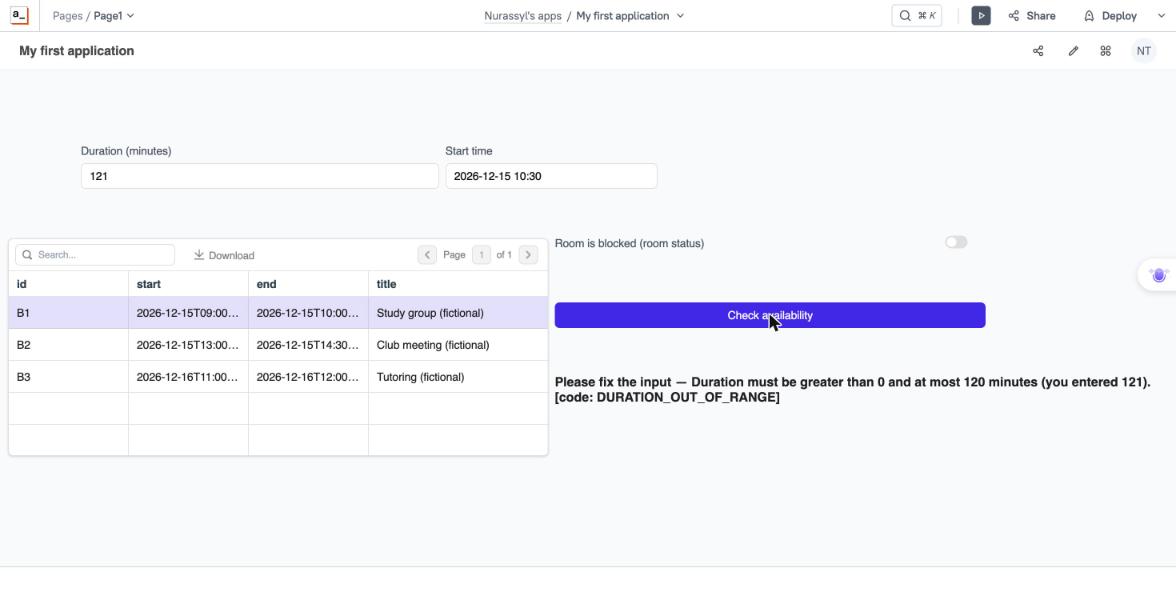 a_
Pages / Page1
Nurassyl's apps / My first application
⌘ K
Share
Deploy
My first application
NT
Duration (minutes)
Start time
121
2026-12-15 10:30
Search...
Download
Page 1 of 1
Room is blocked (room status)
id start end title
B1 2026-12-15T09:00... 2026-12-15T10:00... Study group (fictional)
B2 2026-12-15T13:00... 2026-12-15T14:30... Club meeting (fictional)
B3 2026-12-16T11:00... 2026-12-16T12:00... Tutoring (fictional)
Check availability
Please fix the input — Duration must be greater than 0 and at most 120 minutes (you entered 121).
[code: DURATION_OUT_OF_RANGE]